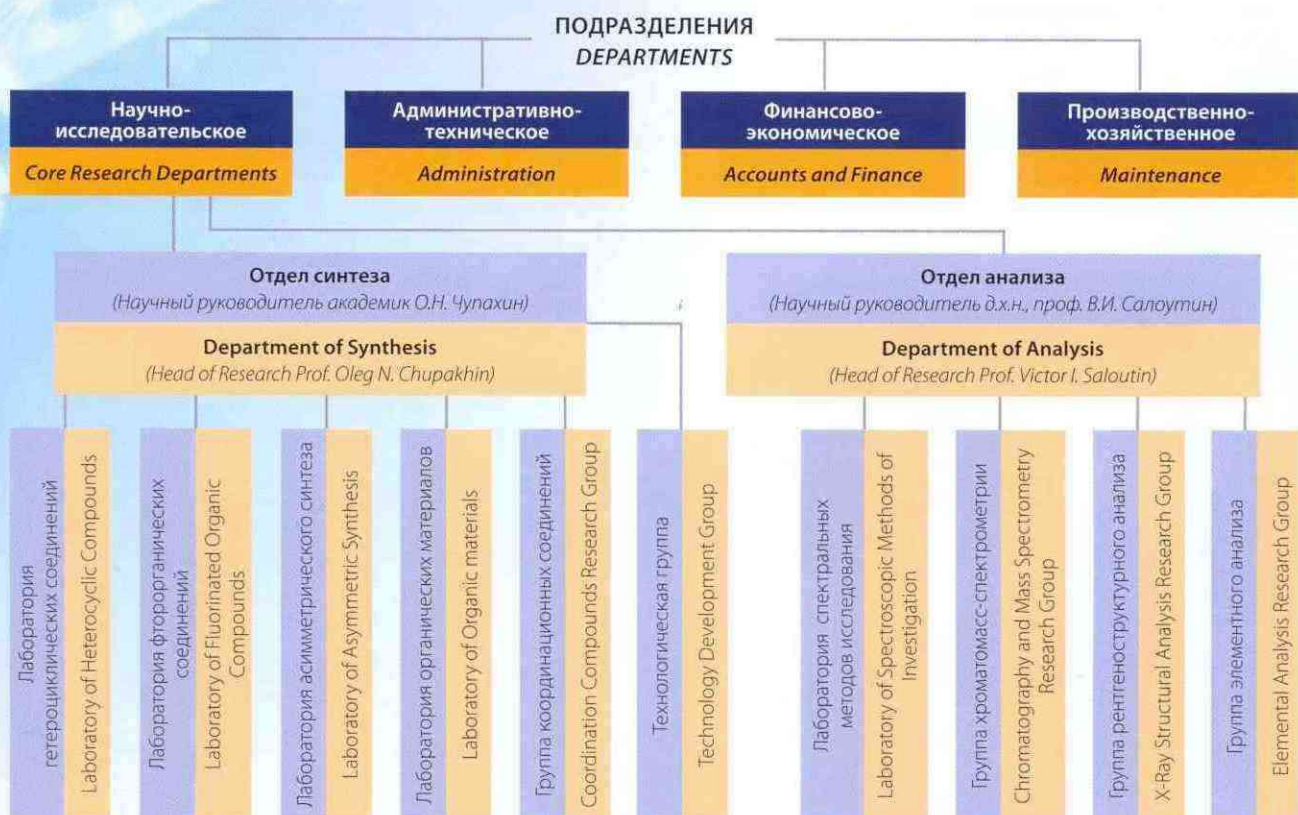 ПОДРАЗДЕЛЕНИЯ
DEPARTMENTS
Научно-
исследовательское
Core Research Departments
Административно-
техническое
Administration
Финансово-
экономическое
Accounts and Finance
Производственно-
хозяйственное
Maintenance
Отдел синтеза
(Научный руководитель академик О.Н. Чупахин)
Department of Synthesis
(Head of Research Prof. Oleg N. Chupakhin)
Отдел анализа
(Научный руководитель д.х.н., проф. В.И. Салоутин)
Department of Analysis
(Head of Research Prof. Victor I. Saloutin)
Лаборатория
гетероциклических соединений
Laboratory of Heterocyclic Compounds
Лаборатория фторорганических
соединений
Laboratory of Fluorinated Organic
Compounds
Лаборатория асиметрического синтеза
Laboratory of Asymmetric Synthesis
Лаборатория органических материалов
Laboratory of Organic materials
Группа координационных соединений
Coordination Compounds Research Group
Технологическая группа
Technology Development Group
Лаборатория спектральных
методов исследования
Laboratory of Spectroscopic Methods of
Investigation
Группа хроматомасс-спектрометрии
Chromatography and Mass Spectrometry
Research Group
Группа рентгеноструктурного анализа
X-Ray Structural Analysis Research Group
Группа элементного анализа
Elemental Analysis Research Group